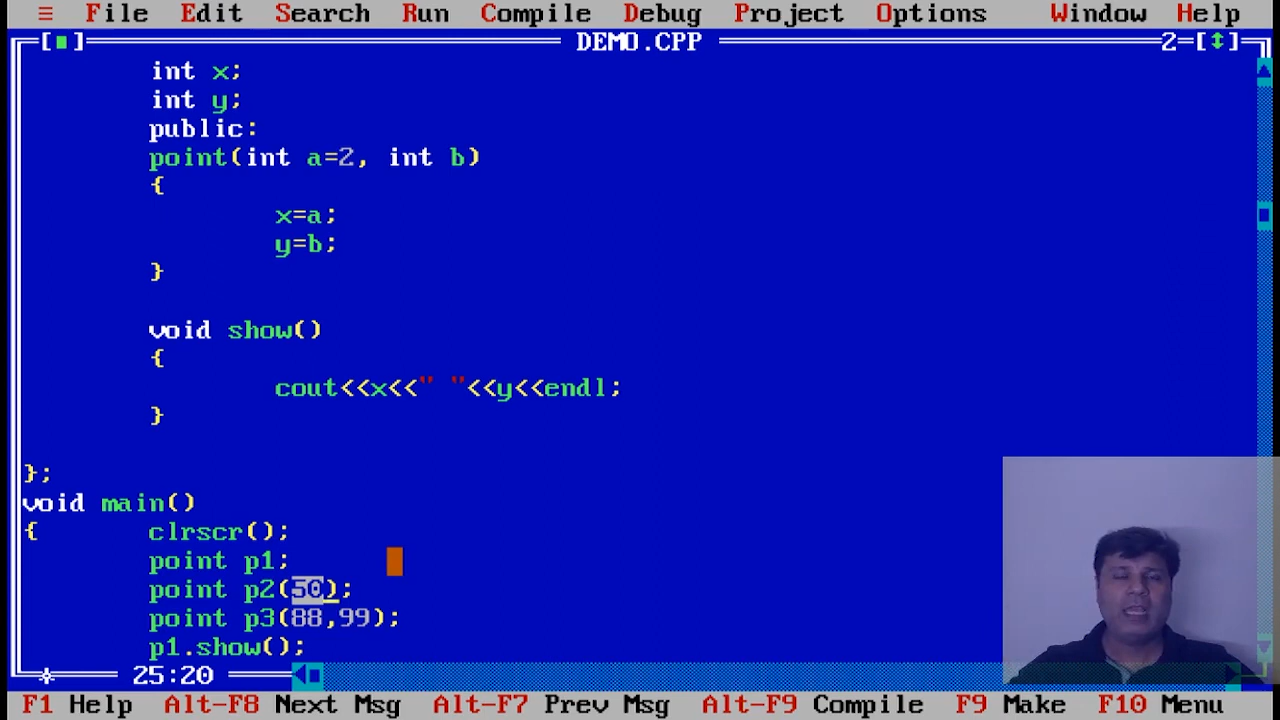 ≡ File Edit Search Run Compile Debug Project Options Window Help
[■] DEMO.CPP 2=[↕]
int x;
int y;
public:
point(int a=2, int b)
{
x=a;
y=b;
}
void show()
{
cout<<x<<" "<<y<<endl;
}
};
void main()
{ clrscr();
point p1;
point p2(50);
point p3(88,99);
p1.show();
25:20
F1 Help Alt-F8 Next Msg Alt-F7 Prev Msg Alt-F9 Compile F9 Make F10 Menu